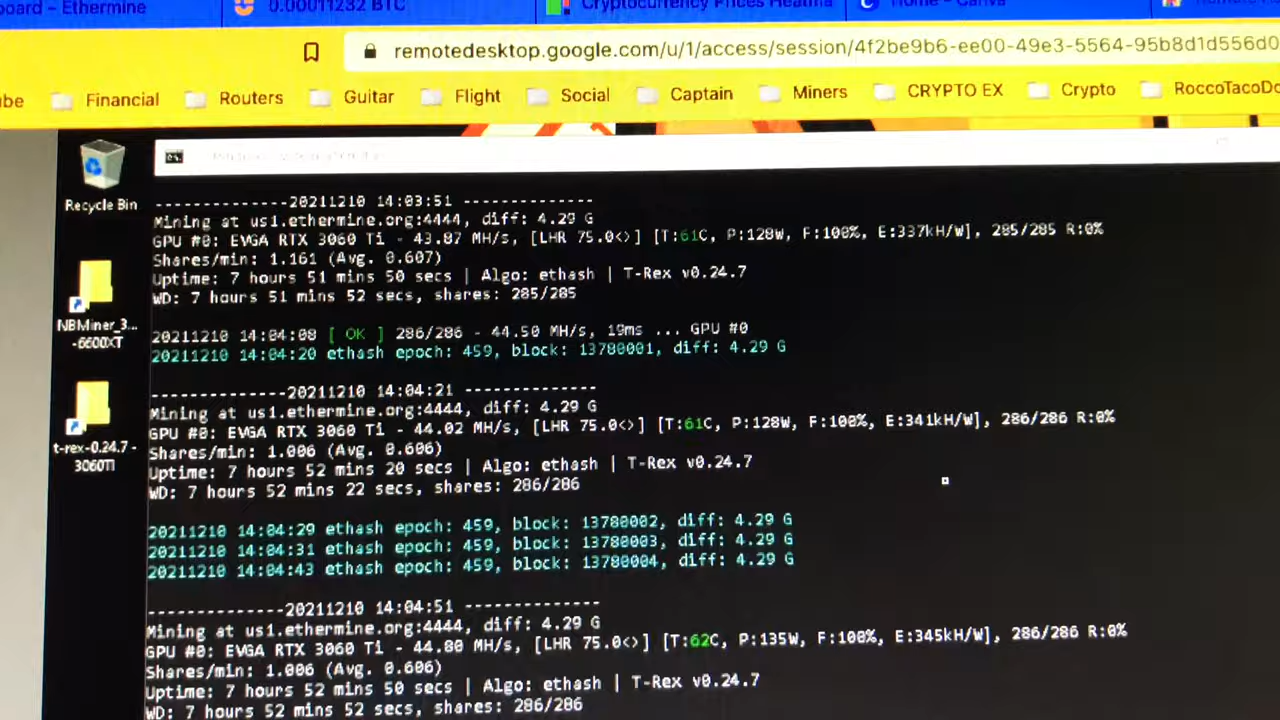 board - Ethermine
0.00011232 BTC
Cryptocurrency Prices Heatma
Home - Canva
remotedesktop.google.com/u/1/access/session/4f2be9b6-ee00-49e3-5564-95b8d1d556d0
be Financial Routers Guitar Flight Social Captain Miners CRYPTO EX Crypto RoccoTacoDo
Recycle Bin
NBMiner_3...
-6600XT
t-rex-0.24.7 -
3060TI
--------------20211210 14:03:51 --------------
Mining at us1.ethermine.org:4444, diff: 4.29 G
GPU #0: EVGA RTX 3060 Ti - 43.87 MH/s, [LHR 75.0<>] [T:61C, P:128W, F:100%, E:337kH/W], 285/285 R:0%
Shares/min: 1.161 (Avg. 0.607)
Uptime: 7 hours 51 mins 50 secs | Algo: ethash | T-Rex v0.24.7
WD: 7 hours 51 mins 52 secs, shares: 285/285
20211210 14:04:08 [ OK ] 286/286 - 44.50 MH/s, 19ms ... GPU #0
20211210 14:04:20 ethash epoch: 459, block: 13780001, diff: 4.29 G
--------------20211210 14:04:21 --------------
Mining at us1.ethermine.org:4444, diff: 4.29 G
GPU #0: EVGA RTX 3060 Ti - 44.02 MH/s, [LHR 75.0<>] [T:61C, P:128W, F:100%, E:341kH/W], 286/286 R:0%
Shares/min: 1.006 (Avg. 0.606)
Uptime: 7 hours 52 mins 20 secs | Algo: ethash | T-Rex v0.24.7
WD: 7 hours 52 mins 22 secs, shares: 286/286
20211210 14:04:29 ethash epoch: 459, block: 13780002, diff: 4.29 G
20211210 14:04:31 ethash epoch: 459, block: 13780003, diff: 4.29 G
20211210 14:04:43 ethash epoch: 459, block: 13780004, diff: 4.29 G
--------------20211210 14:04:51 --------------
Mining at us1.ethermine.org:4444, diff: 4.29 G
GPU #0: EVGA RTX 3060 Ti - 44.80 MH/s, [LHR 75.0<>] [T:62C, P:135W, F:100%, E:345kH/W], 286/286 R:0%
Shares/min: 1.006 (Avg. 0.606)
Uptime: 7 hours 52 mins 50 secs | Algo: ethash | T-Rex v0.24.7
WD: 7 hours 52 mins 52 secs, shares: 286/286